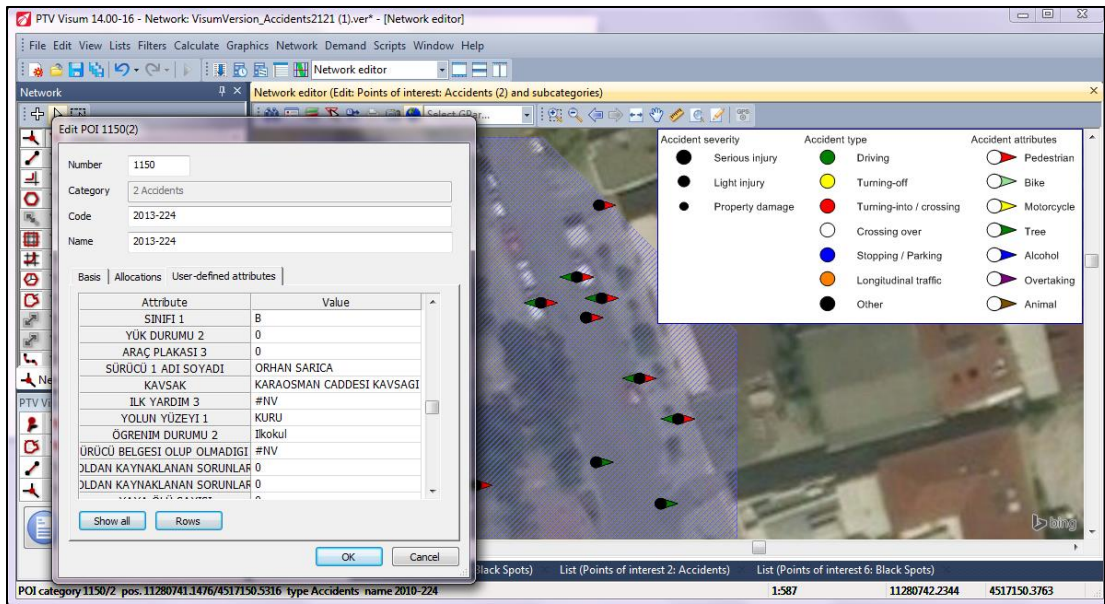 PTV Visum 14.00-16 - Network: VisumVersion_Accidents2121 (1).ver* - [Network editor]
File Edit View Lists Filters Calculate Graphics Network Demand Scripts Window Help
Network editor
Network
Network editor (Edit: Points of interest: Accidents (2) and subcategories)
Select GPar...
Edit POI 1150(2)
Number 1150
Category 2 Accidents
Code 2013-224
Name 2013-224
Basis Allocations User-defined attributes
Attribute Value
SINIFI 1 B
YÜK DURUMU 2 0
ARAÇ PLAKASI 3 0
SÜRÜCÜ 1 ADI SOYADI ORHAN SARICA
KAVSAK KARAOSMAN CADDESI KAVSAGI
ILK YARDIM 3 #NV
YOLUN YÜZEYI 1 KURU
ÖGRENIM DURUMU 2 Ilkokul
ÜRÜCÜ BELGESI OLUP OLMADIGI #NV
OLDAN KAYNAKLANAN SORUNLAR 0
OLDAN KAYNAKLANAN SORUNLAR 0
Show all Rows
OK Cancel
Ne
PTV Vi
Accident severity Accident type Accident attributes
Serious injury Driving Pedestrian
Light injury Turning-off Bike
Property damage Turning-into / crossing Motorcycle
Crossing over Tree
Stopping / Parking Alcohol
Longitudinal traffic Overtaking
Other Animal
bing
Black Spots) List (Points of interest 2: Accidents) List (Points of interest 6: Black Spots)
POI category 1150/2 pos. 11280741.1476/4517150.5316 type Accidents name 2010-224 1:587 11280742.2344 4517150.3763